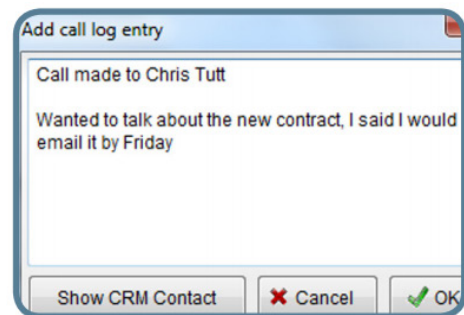 Add call log entry
Call made to Chris Tutt
Wanted to talk about the new contract, I said I would
email it by Friday
Show CRM Contact
Cancel
OK